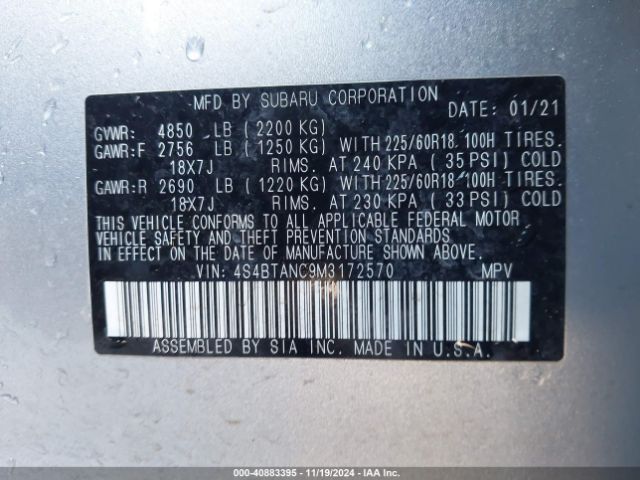 MFD BY SUBARU CORPORATION DATE: 01/21
GVWR: 4850 LB (2200 KG)
GAWR:F 2756 LB (1250 KG) WITH 225/60R18 100H TIRES.
18X7J RIMS. AT 240 KPA (35 PSI) COLD
GAWR:R 2690 LB (1220 KG) WITH 225/60R18 100H TIRES.
18X7J RIMS. AT 230 KPA (33 PSI) COLD
THIS VEHICLE CONFORMS TO ALL APPLICABLE FEDERAL MOTOR
VEHICLE SAFETY AND THEFT PREVENTION STANDARDS
IN EFFECT ON THE DATE OF MANUFACTURE SHOWN ABOVE.
VIN: 4S4BTANC9M3172570 MPV
ASSEMBLED BY SIA INC. MADE IN U.S.A.
000-40883395 - 11/19/2024 - IAA Inc.